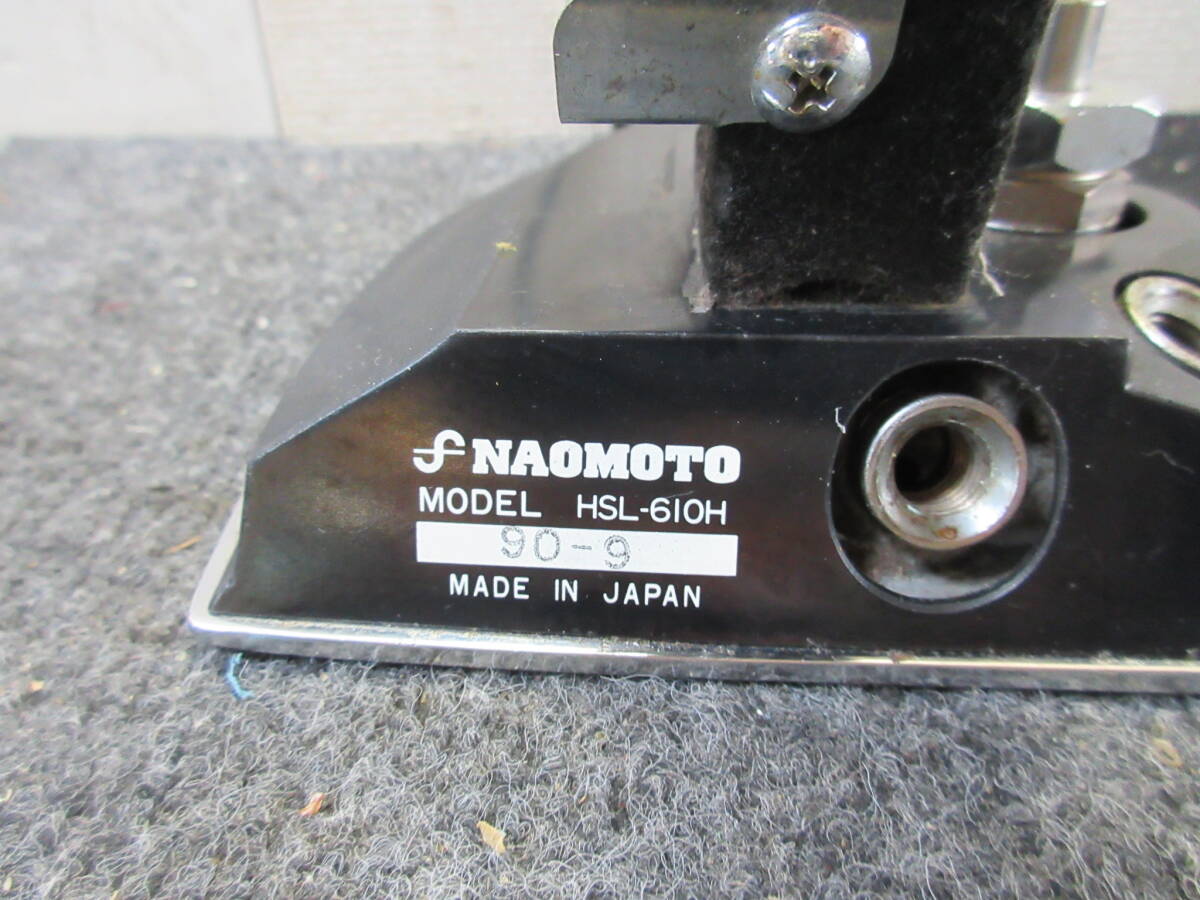 NAOMOTO
MODEL HSL-610H
90-9
MADE IN JAPAN